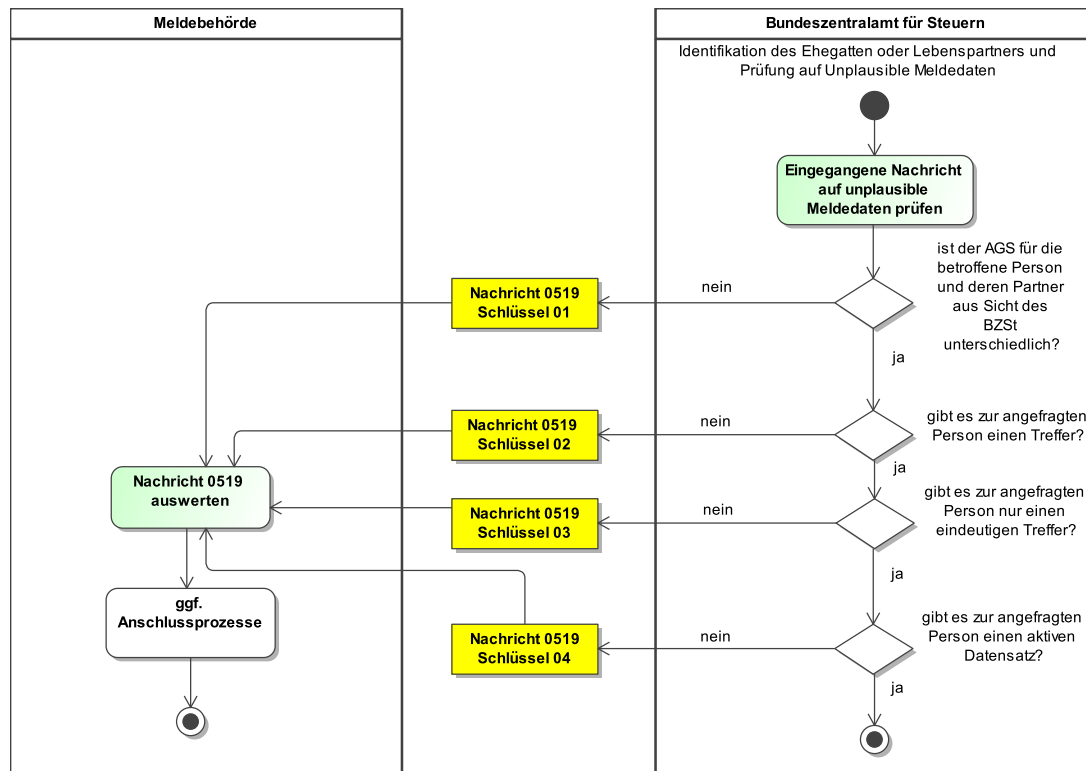 Meldebehörde
Bundeszentralamt für Steuern
Identifikation des Ehegatten oder Lebenspartners und
Prüfung auf Unplausible Meldedaten
Eingegangene Nachricht
auf unplausible
Meldedaten prüfen
ist der AGS für die
betroffene Person
und deren Partner
aus Sicht des
BZSt
unterschiedlich?
nein
Nachricht 0519
Schlüssel 01
ja
gibt es zur angefragten
Person einen Treffer?
nein
Nachricht 0519
Schlüssel 02
ja
Nachricht 0519
auswerten
gibt es zur angefragten
Person nur einen
eindeutigen Treffer?
nein
Nachricht 0519
Schlüssel 03
ja
ggf.
Anschlussprozesse
gibt es zur angefragten
Person einen aktiven
Datensatz?
nein
Nachricht 0519
Schlüssel 04
ja